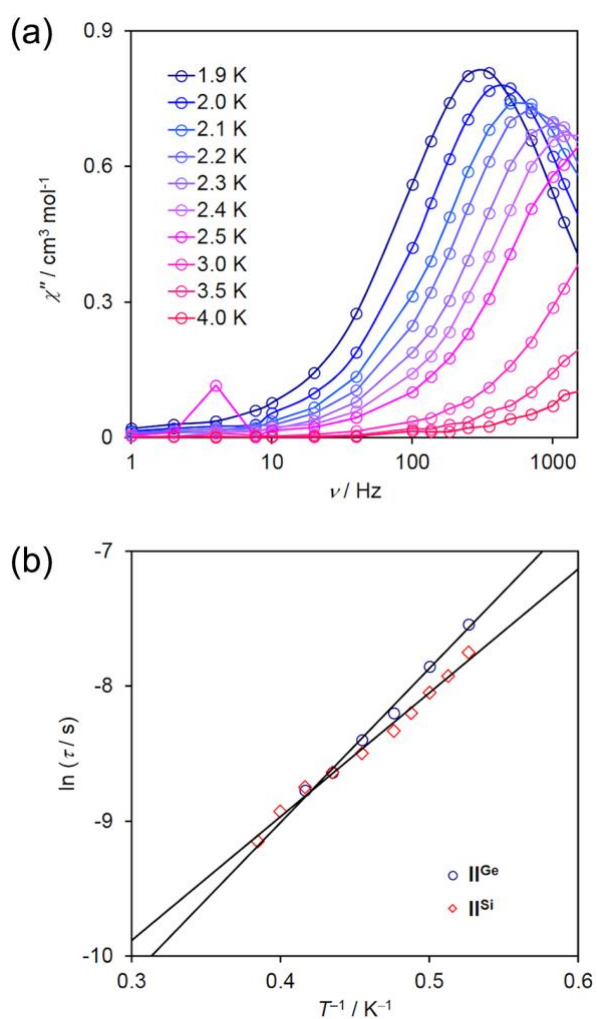 (a)
0.9
0.6
0.3
0
χ″ / cm³ mol⁻¹
1.9 K
2.0 K
2.1 K
2.2 K
2.3 K
2.4 K
2.5 K
3.0 K
3.5 K
4.0 K
1 10 100 1000
ν / Hz
(b)
-7
-8
-9
-10
ln (τ / s)
IIᴳᵉ
IIˢⁱ
0.3 0.4 0.5 0.6
T⁻¹ / K⁻¹